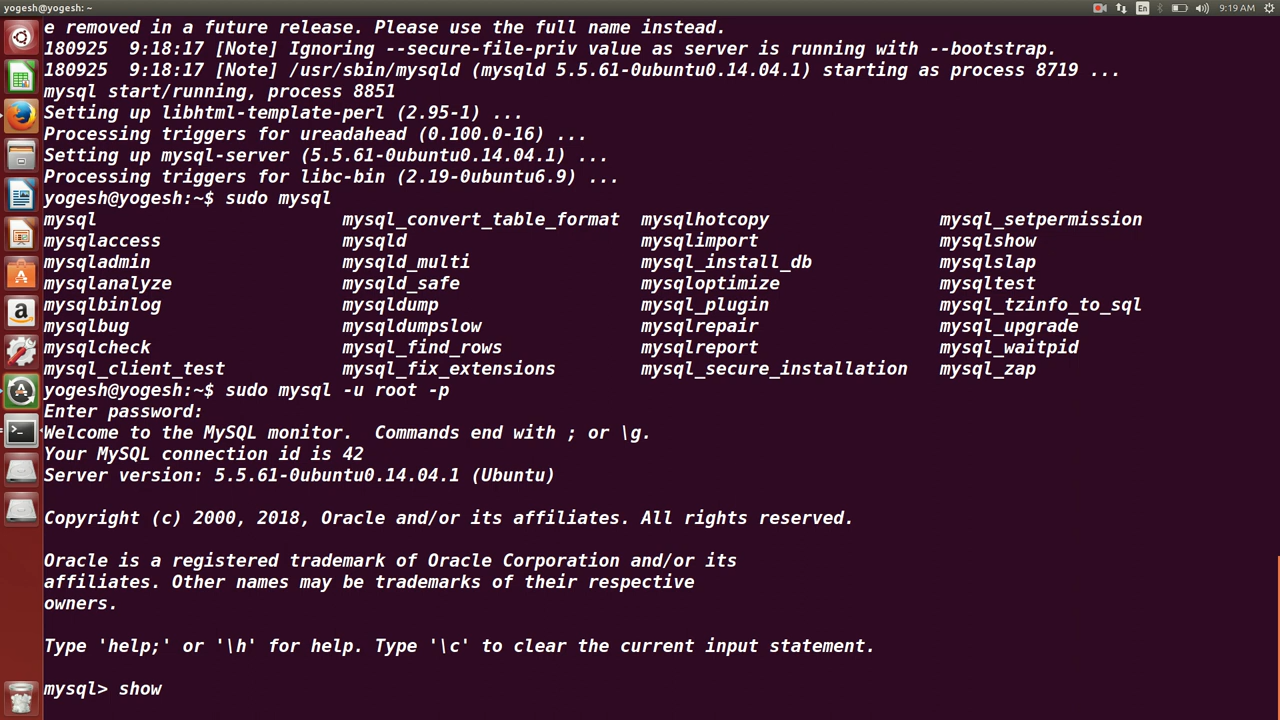 yogesh@yogesh: ~
En
9:19 AM
e removed in a future release. Please use the full name instead.
180925  9:18:17 [Note] Ignoring --secure-file-priv value as server is running with --bootstrap.
180925  9:18:17 [Note] /usr/sbin/mysqld (mysqld 5.5.61-0ubuntu0.14.04.1) starting as process 8719 ...
mysql start/running, process 8851
Setting up libhtml-template-perl (2.95-1) ...
Processing triggers for ureadahead (0.100.0-16) ...
Setting up mysql-server (5.5.61-0ubuntu0.14.04.1) ...
Processing triggers for libc-bin (2.19-0ubuntu6.9) ...
yogesh@yogesh:~$ sudo mysql
mysql mysql_convert_table_format mysqlhotcopy mysql_setpermission
mysqlaccess mysqld mysqlimport mysqlshow
mysqladmin mysqld_multi mysql_install_db mysqlslap
mysqlanalyze mysqld_safe mysqloptimize mysqltest
mysqlbinlog mysqldump mysql_plugin mysql_tzinfo_to_sql
mysqlbug mysqldumpslow mysqlrepair mysql_upgrade
mysqlcheck mysql_find_rows mysqlreport mysql_waitpid
mysql_client_test mysql_fix_extensions mysql_secure_installation mysql_zap
yogesh@yogesh:~$ sudo mysql -u root -p
Enter password:
Welcome to the MySQL monitor.  Commands end with ; or \g.
Your MySQL connection id is 42
Server version: 5.5.61-0ubuntu0.14.04.1 (Ubuntu)
Copyright (c) 2000, 2018, Oracle and/or its affiliates. All rights reserved.
Oracle is a registered trademark of Oracle Corporation and/or its
affiliates. Other names may be trademarks of their respective
owners.
Type 'help;' or '\h' for help. Type '\c' to clear the current input statement.
mysql> show